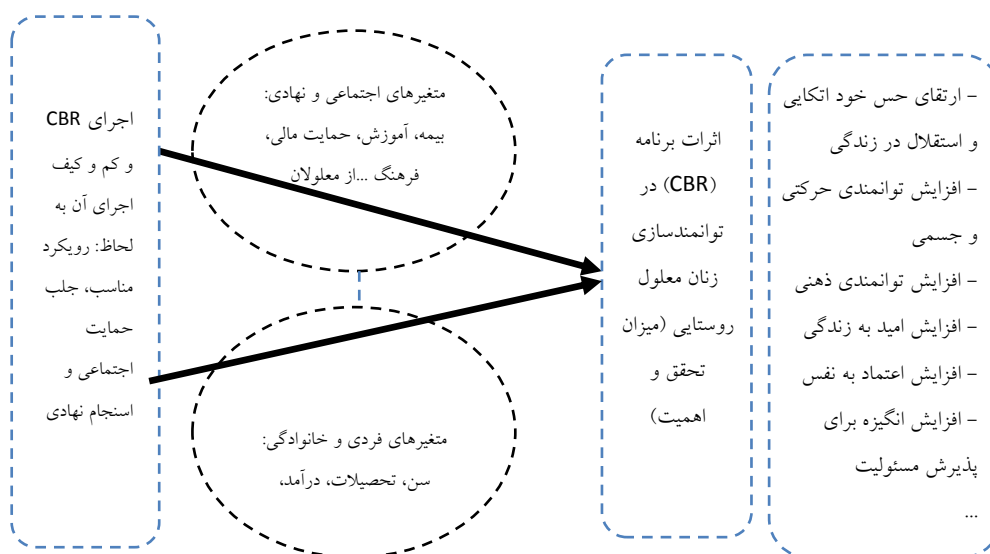 اجرای CBR
و کم و کیف
اجرای آن به
لحاظ: رویکرد
مناسب، جلب
حمایت
اجتماعی و
اسنجام نهادی
متغیرهای اجتماعی و نهادی:
بیمه، آموزش، حمایت مالی،
فرهنگ ...از معلولان
متغیرهای فردی و خانوادگی:
سن، تحصیلات، درآمد،
اثرات برنامه
(CBR) در
توانمندسازی
زنان معلول
روستایی (میزان
تحقق و
اهمیت)
- ارتقای حس خود اتکایی
و استقلال در زندگی
- افزایش توانمندی حرکتی
و جسمی
- افزایش توانمندی ذهنی
- افزایش امید به زندگی
- افزایش اعتماد به نفس
- افزایش انگیزه برای
پذیرش مسئولیت
...